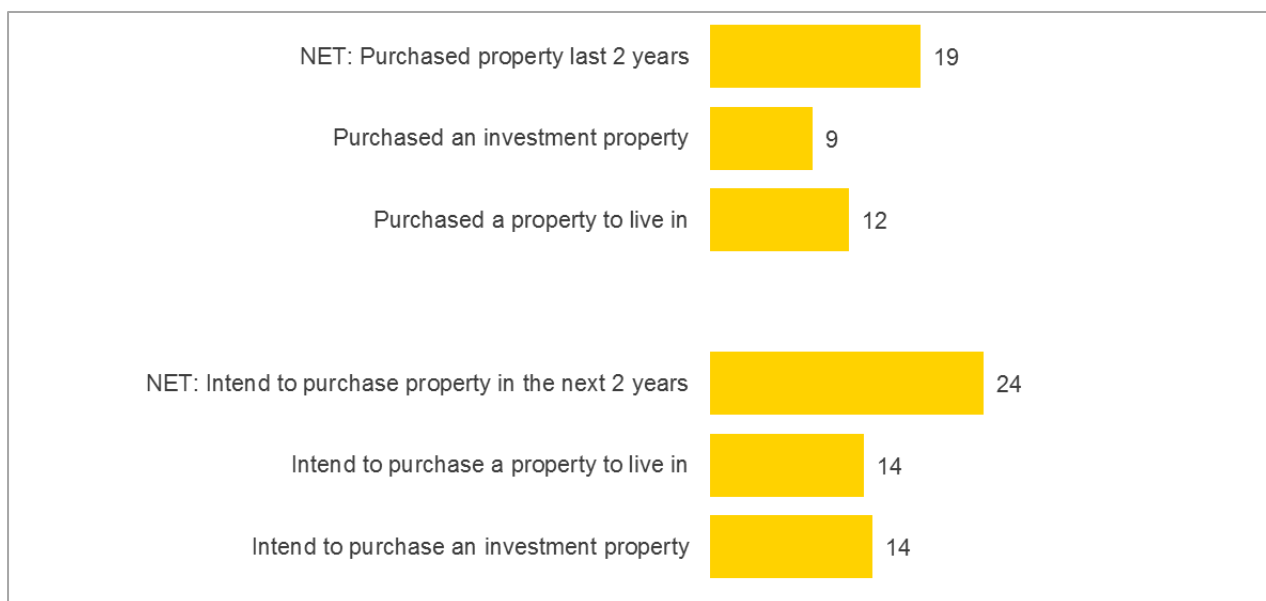 NET: Purchased property last 2 years 19
Purchased an investment property 9
Purchased a property to live in 12
NET: Intend to purchase property in the next 2 years 24
Intend to purchase a property to live in 14
Intend to purchase an investment property 14